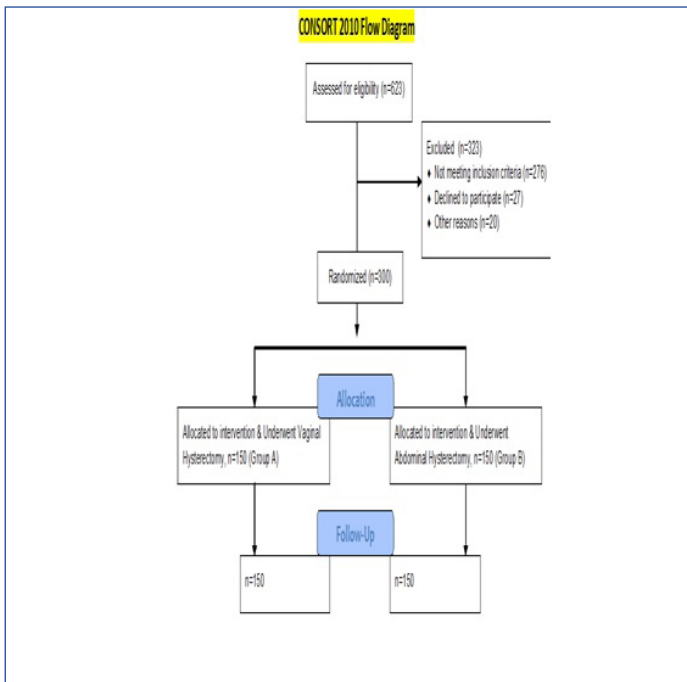 CONSORT 2010 Flow Diagram
Assessed for eligibility (n=623)
Excluded (n=323)
♦ Not meeting inclusion criteria (n=276)
♦ Declined to participate (n=27)
♦ Other reasons (n=20)
Randomized (n=300)
Allocation
Allocated to intervention & Underwent Vaginal
Hysterectomy, n=150 (Group A)
Allocated to intervention & Underwent
Abdominal Hysterectomy, n=150 (Group B)
Follow-Up
n=150
n=150